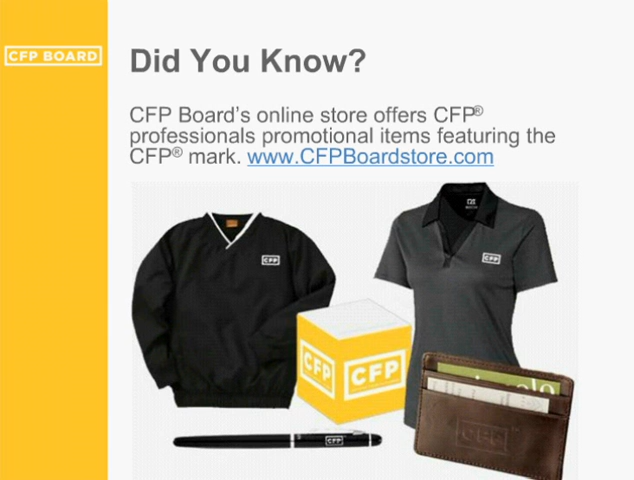 CFP BOARD
Did You Know?
CFP Board's online store offers CFP®
professionals promotional items featuring the
CFP® mark. www.CFPBoardstore.com
CFP
CFP
CFP
CFP
CFP
CFP